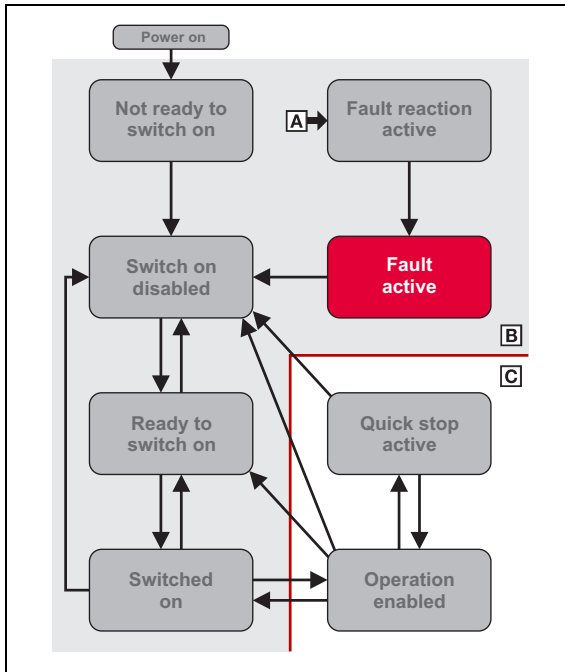 Power on
Not ready to
switch on
A
Fault reaction
active
Switch on
disabled
Fault
active
B
C
Ready to
switch on
Quick stop
active
Switched
on
Operation
enabled